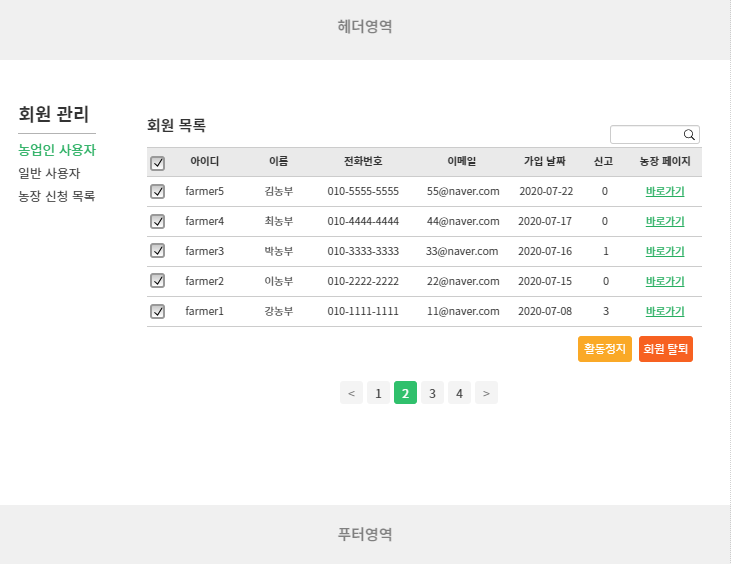 헤더영역
회원 관리
농업인 사용자
일반 사용자
농장 신청 목록
회원 목록
아이디 이름 전화번호 이메일 가입 날짜 신고 농장 페이지
farmer5 김농부 010-5555-5555 55@naver.com 2020-07-22 0 바로가기
farmer4 최농부 010-4444-4444 44@naver.com 2020-07-17 0 바로가기
farmer3 박농부 010-3333-3333 33@naver.com 2020-07-16 1 바로가기
farmer2 이농부 010-2222-2222 22@naver.com 2020-07-15 0 바로가기
farmer1 강농부 010-1111-1111 11@naver.com 2020-07-08 3 바로가기
활동정지 회원 탈퇴
< 1 2 3 4 >
푸터영역